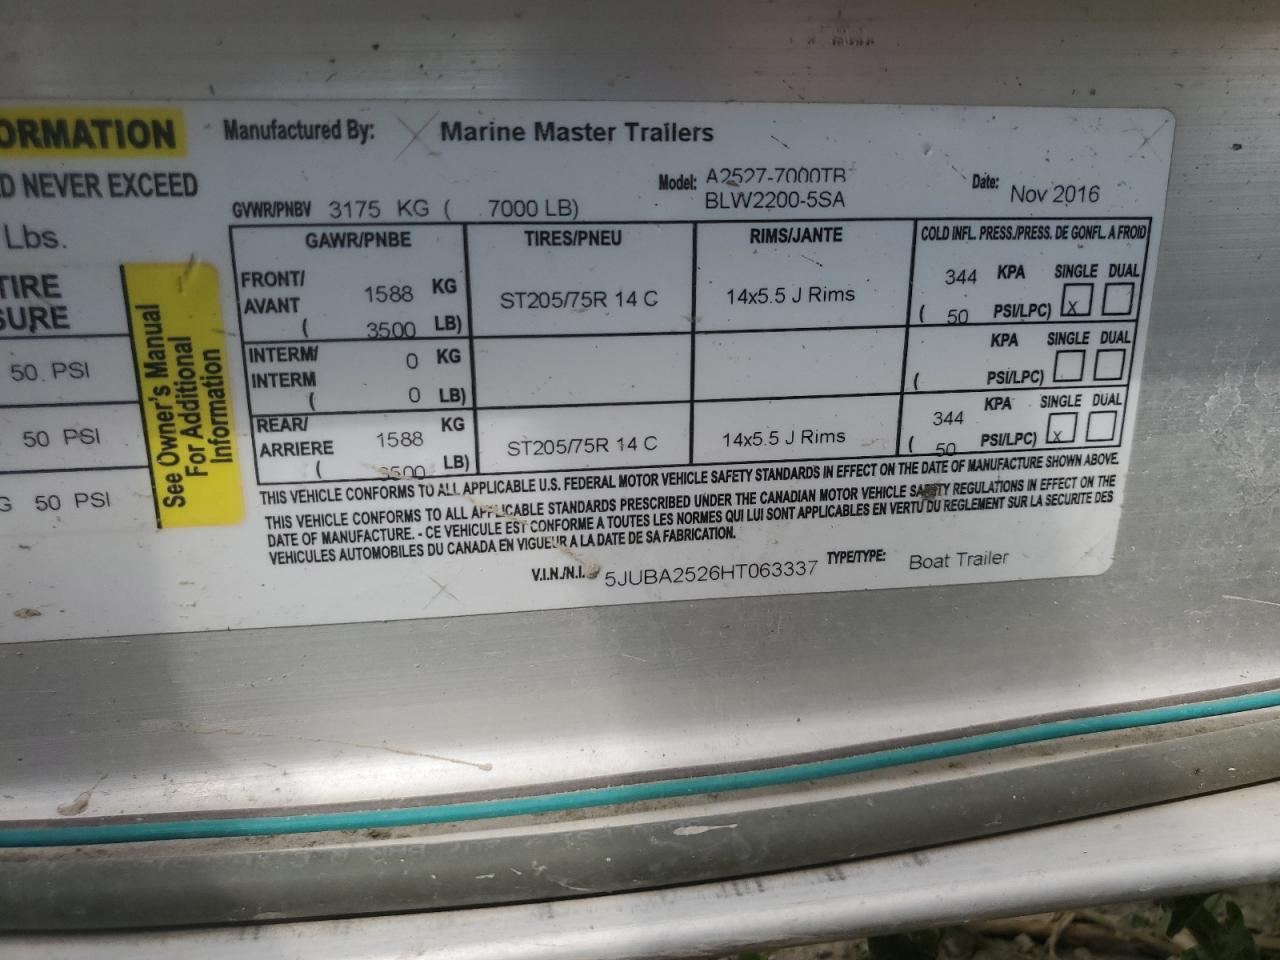 ORMATION
D NEVER EXCEED
Lbs.
TIRE
SURE
50 PSI
50 PSI
G 50 PSI
See Owner's Manual
For Additional
Information
Manufactured By: Marine Master Trailers
Model: A2527-7000TB
BLW2200-5SA
Date: Nov 2016
GVWR/PNBV 3175 KG ( 7000 LB)
GAWR/PNBE TIRES/PNEU RIMS/JANTE COLD INFL. PRESS./PRESS. DE GONFL. A FROID
FRONT/ 1588 KG ST205/75R 14 C 14x5.5 J Rims 344 KPA SINGLE DUAL
AVANT ( 3500 LB) ( 50 PSI/LPC) X
INTERM/ 0 KG KPA SINGLE DUAL
INTERM ( 0 LB) ( PSI/LPC)
REAR/ 1588 KG ST205/75R 14 C 14x5.5 J Rims 344 KPA SINGLE DUAL
ARRIERE ( 3500 LB) ( 50 PSI/LPC) X
THIS VEHICLE CONFORMS TO ALL APPLICABLE U.S. FEDERAL MOTOR VEHICLE SAFETY STANDARDS IN EFFECT ON THE DATE OF MANUFACTURE SHOWN ABOVE.
THIS VEHICLE CONFORMS TO ALL APPLICABLE STANDARDS PRESCRIBED UNDER THE CANADIAN MOTOR VEHICLE SAFETY REGULATIONS IN EFFECT ON THE
DATE OF MANUFACTURE. - CE VEHICULE EST CONFORME A TOUTES LES NORMES QUI LUI SONT APPLICABLES EN VERTU DU REGLEMENT SUR LA SECURITE DES
VEHICULES AUTOMOBILES DU CANADA EN VIGUEUR A LA DATE DE SA FABRICATION.
V.I.N./N.I. 5JUBA2526HT063337 TYPE/TYPE: Boat Trailer